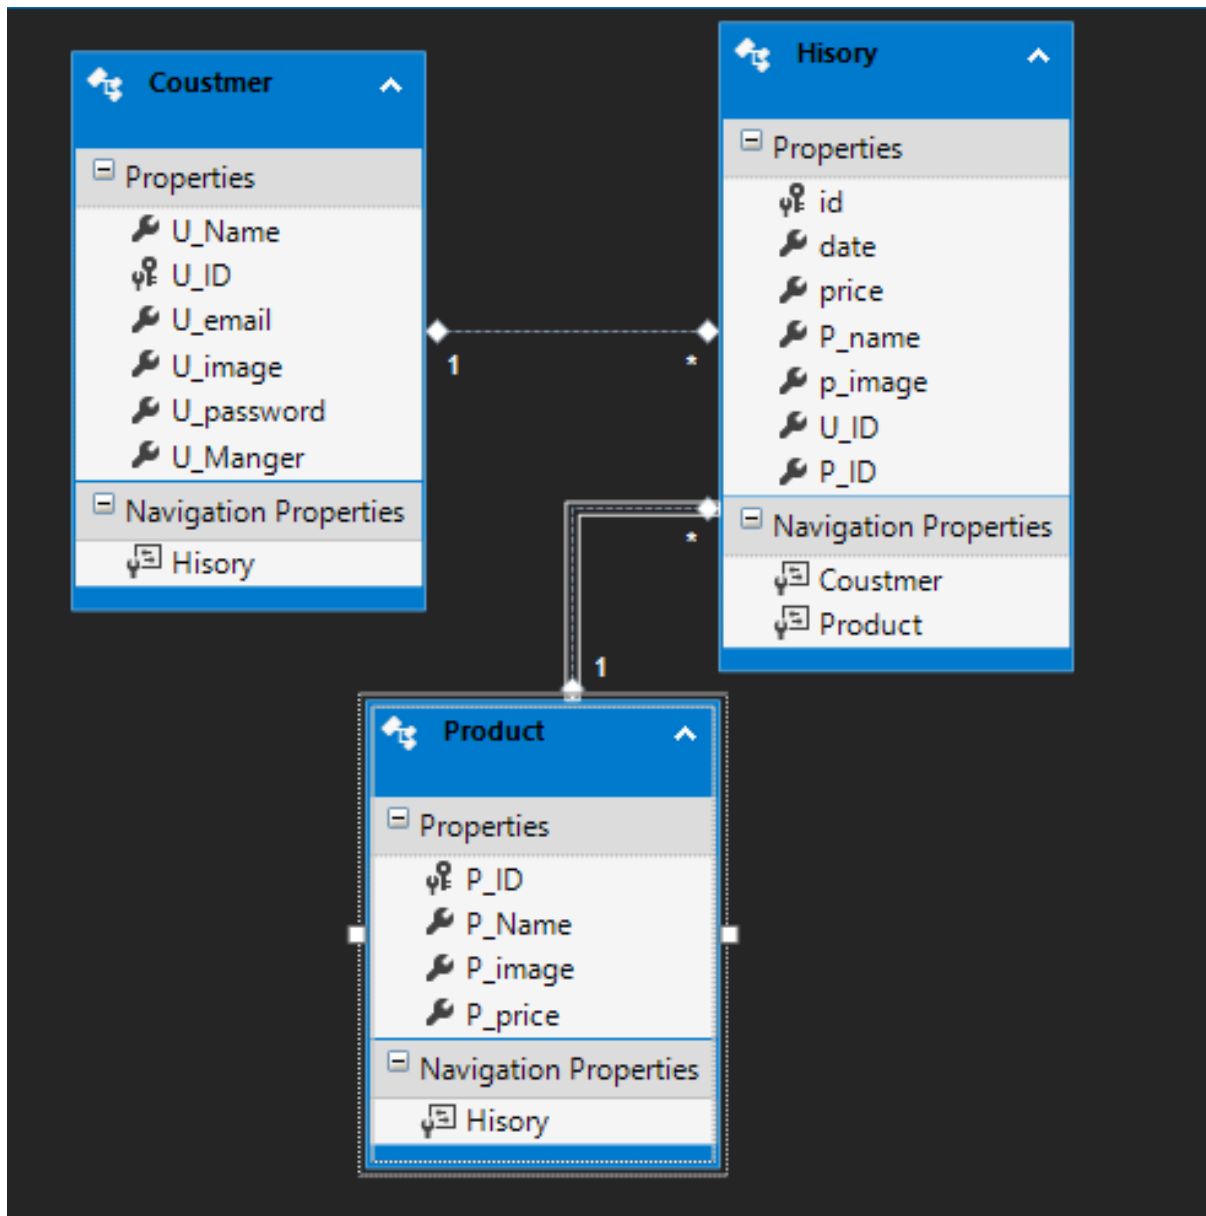 Coustmer
Properties
U_Name
U_ID
U_email
U_image
U_password
U_Manger
Navigation Properties
Hisory
1
*
Hisory
Properties
id
date
price
P_name
p_image
U_ID
P_ID
Navigation Properties
Coustmer
Product
*
1
Product
Properties
P_ID
P_Name
P_image
P_price
Navigation Properties
Hisory